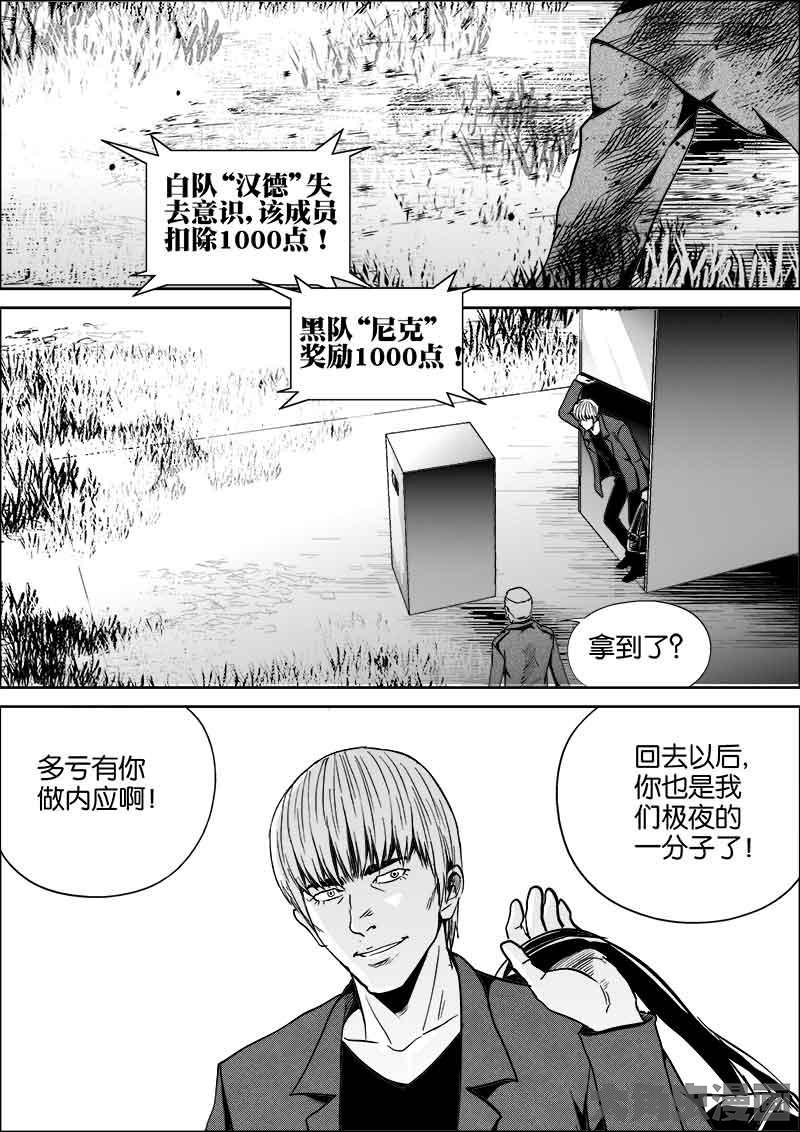 白队“汉德”失
去意识，该成员
扣除1000点！
黑队“尼克”
奖励1000点！
拿到了？
多亏有你
做内应啊！
回去以后，
你也是我
们极夜的
一分子了！